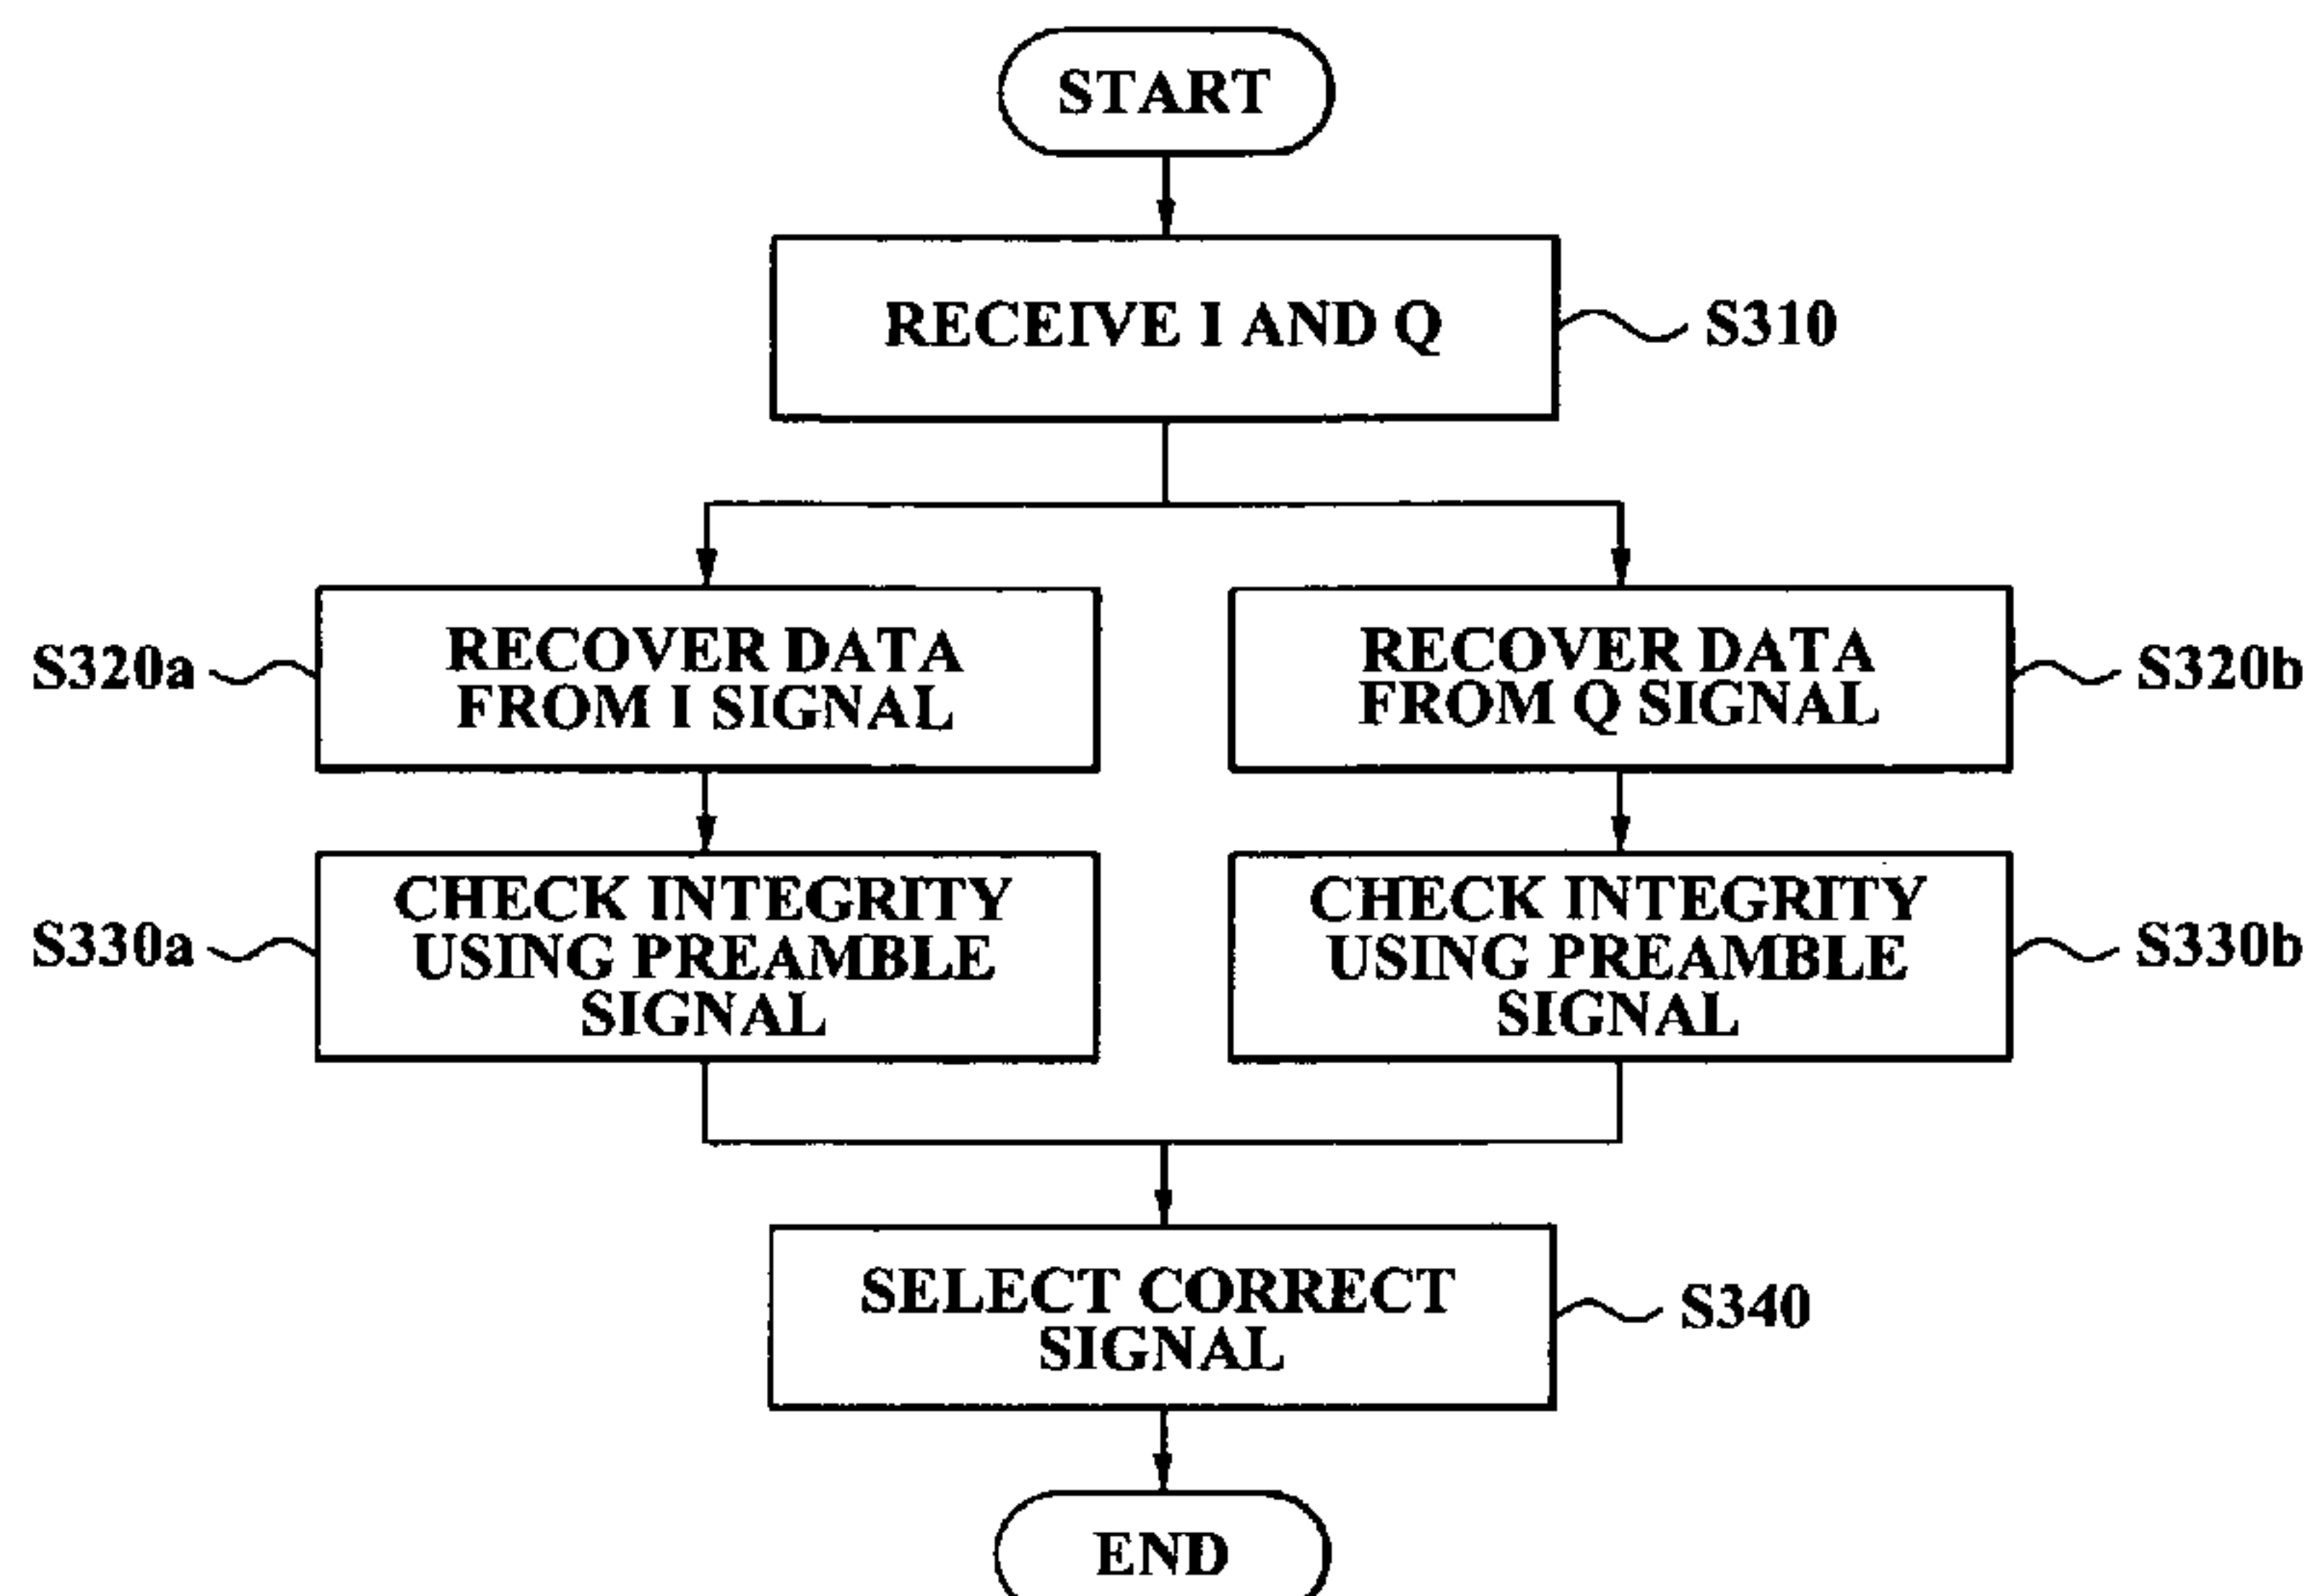 START
RECEIVE I AND Q
S310
S320a
RECOVER DATA
FROM I SIGNAL
RECOVER DATA
FROM Q SIGNAL
S320b
S330a
CHECK INTEGRITY
USING PREAMBLE
SIGNAL
CHECK INTEGRITY
USING PREAMBLE
SIGNAL
S330b
SELECT CORRECT
SIGNAL
S340
END